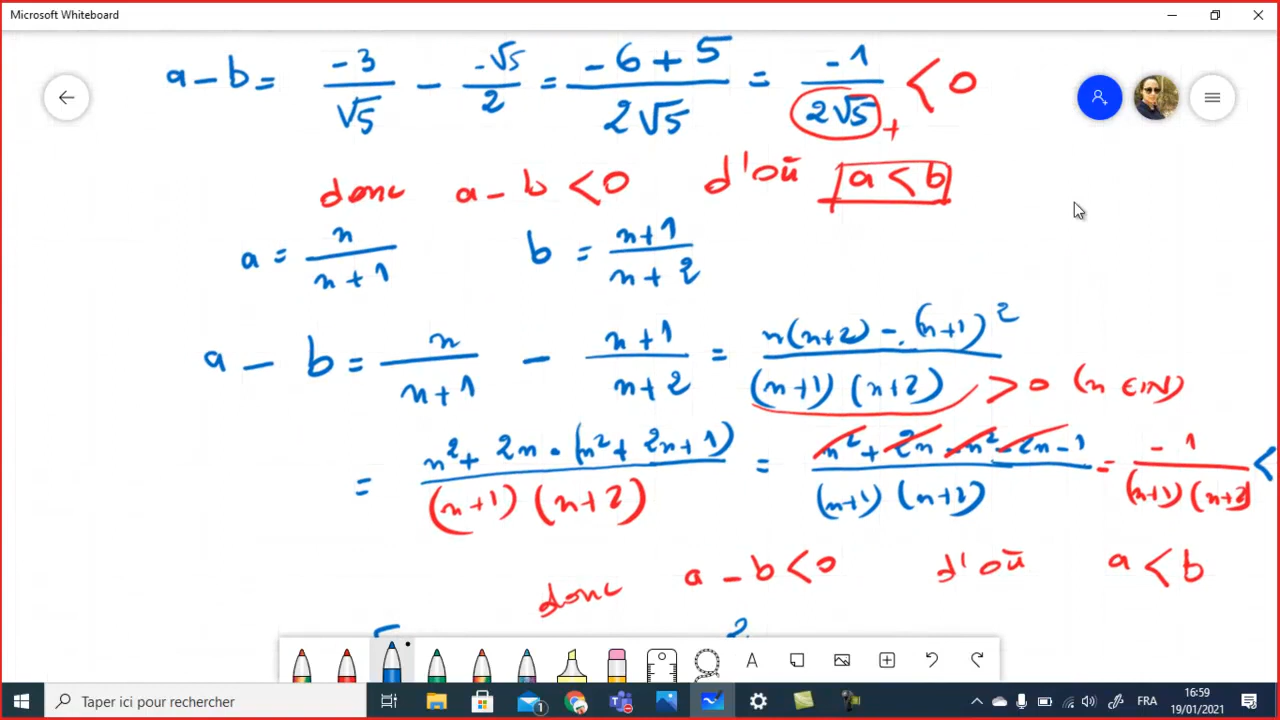 Microsoft Whiteboard
a - b = -3/√5 - -√5/2 = -6 + 5/2√5 = -1/2√5 < 0
+
donc a - b < 0 d'où a < b
a = n/n+1 b = n+1/n+2
a - b = n/n+1 - n+1/n+2 = n(n+2) - (n+1)²/(n+1)(n+2) > 0 (n ∈ IN)
= n² + 2n - (n² + 2n + 1)/(n+1)(n+2) = n² + 2n - n² - 2n - 1/(n+1)(n+2) = -1/(n+1)(n+2) <
donc a - b < 0 d'où a < b
Taper ici pour rechercher
1
FRA
16:59
19/01/2021